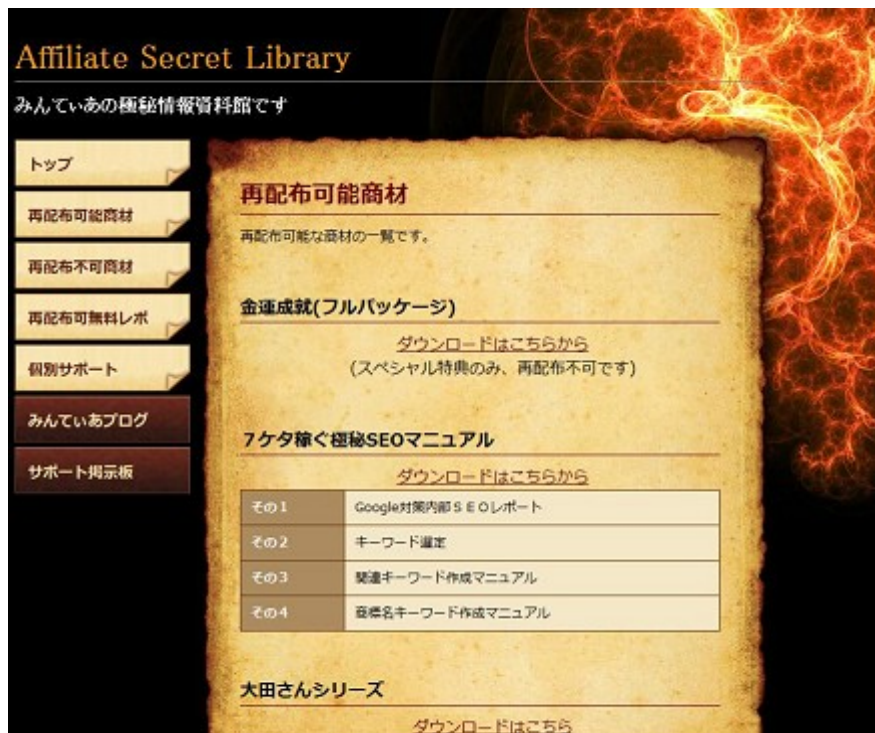 Affiliate Secret Library
みんてぃあの極秘情報資料館です
トップ
再配布可能商材
再配布不可商材
再配布可無料レポ
個別サポート
みんてぃあブログ
サポート掲示板
再配布可能商材
再配布可能な商材の一覧です。
金運成就(フルパッケージ)
ダウンロードはこちらから
(スペシャル特典のみ、再配布不可です)
7ケタ稼ぐ極秘SEOマニュアル
ダウンロードはこちらから
その1 Google対策内部SEOレポート
その2 キーワード選定
その3 関連キーワード作成マニュアル
その4 商標名キーワード作成マニュアル
大田さんシリーズ
ダウンロードはこちら